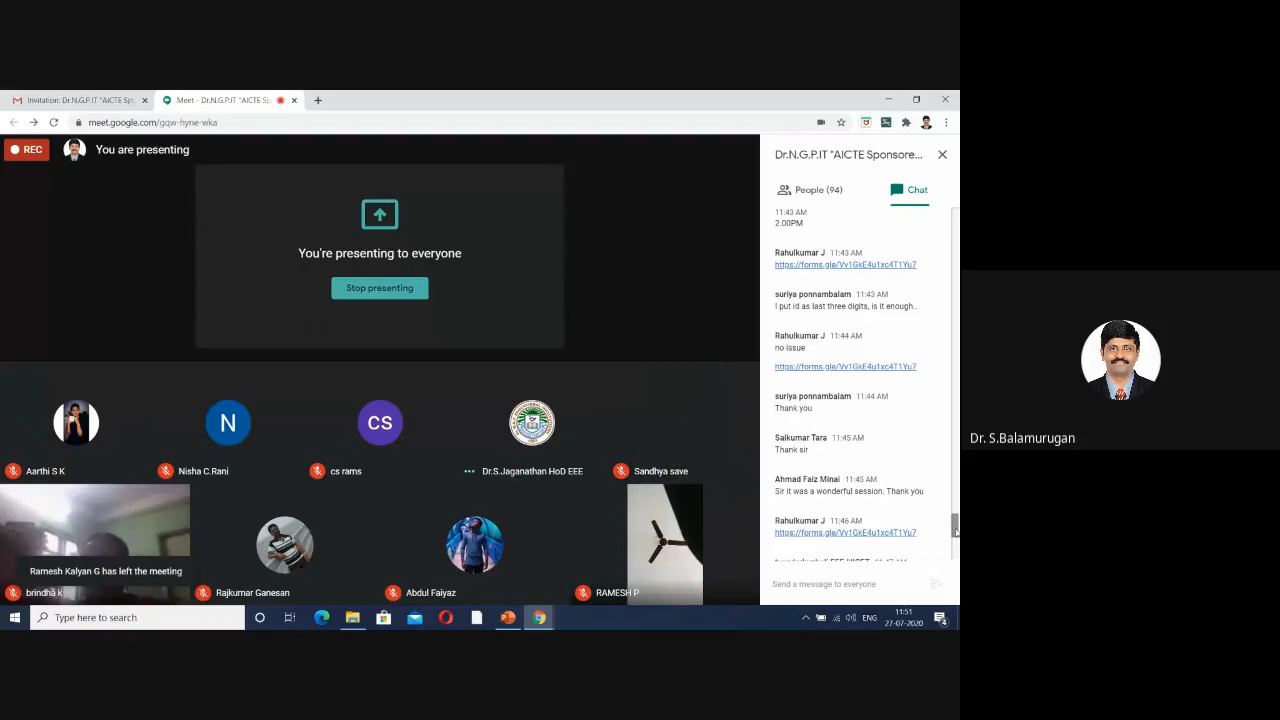 Invitation: Dr.N.G.P.IT "AICTE Sp
Meet - Dr.N.G.P.IT "AICTE Sp
meet.google.com/gqw-hyne-wka
REC
You are presenting
You're presenting to everyone
Stop presenting
Dr.N.G.P.IT "AICTE Sponsore...
People (94)
Chat
11:43 AM
2.00PM
Rahulkumar J 11:43 AM
https://forms.gle/Vv1GkE4u1xc4T1Yu7
suriya ponnambalam 11:43 AM
I put id as last three digits, is it enough..
Rahulkumar J 11:44 AM
no issue
https://forms.gle/Vv1GkE4u1xc4T1Yu7
suriya ponnambalam 11:44 AM
Thank you
Saikumar Tara 11:45 AM
Thank sir
Ahmad Faiz Minai 11:45 AM
Sir it was a wonderful session. Thank you
Rahulkumar J 11:46 AM
https://forms.gle/Vv1GkE4u1xc4T1Yu7
Send a message to everyone
N
CS
Aarthi S K
Nisha C.Rani
cs rams
Dr.S.Jaganathan HoD EEE
Sandhya save
Ramesh Kalyan G has left the meeting
brindha k
Rajkumar Ganesan
Abdul Faiyaz
RAMESH P
Type here to search
ENG
11:51
27-07-2020
4
Dr. S.Balamurugan